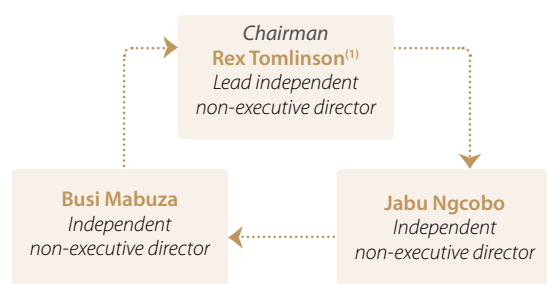 Chairman
Rex Tomlinson(1)
Lead independent
non-executive director
Busi Mabuza
Independent
non-executive director
Jabu Ngcobo
Independent
non-executive director